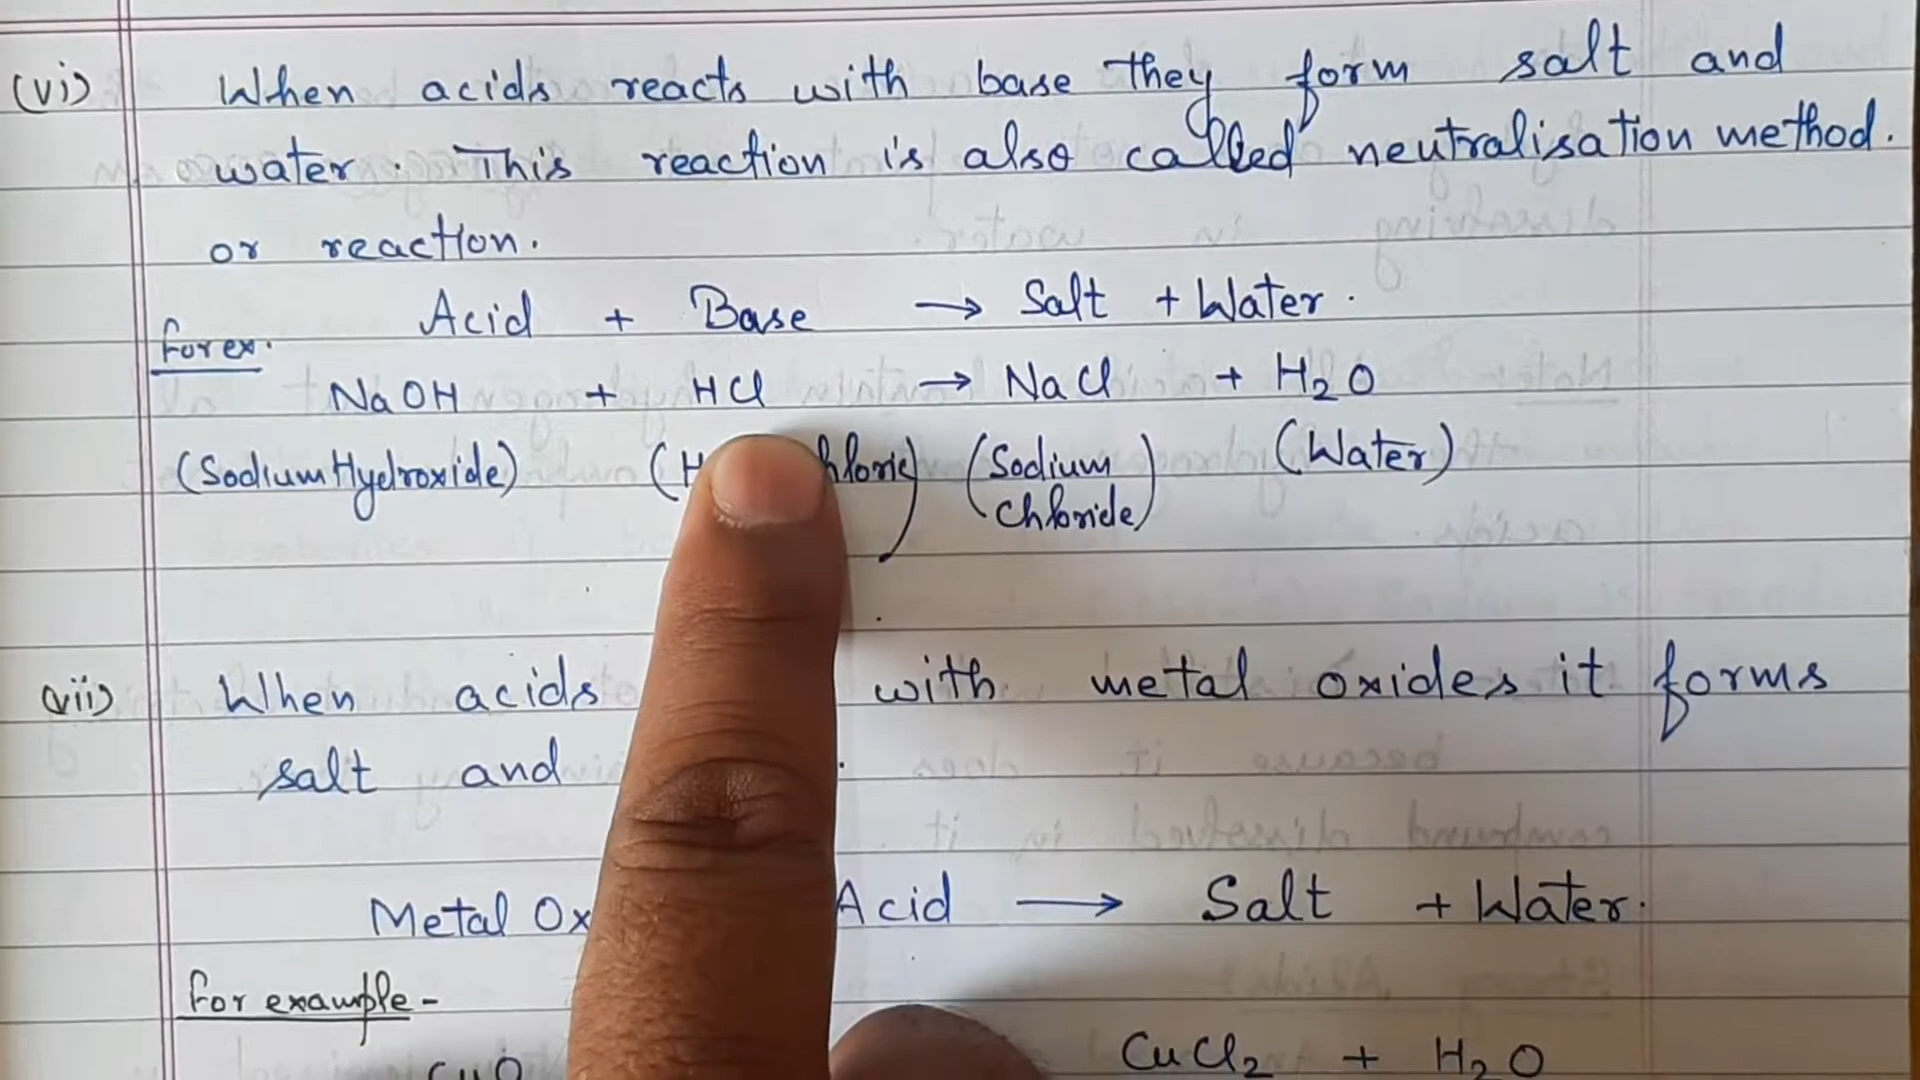 (vi) When acids reacts with base they form salt and
water. This reaction is also called neutralisation method.
or reaction.
Acid + Base → Salt + Water.
for ex.
NaOH + HCl → NaCl + H2O
(Sodium Hydroxide) (H chloric) (Sodium Chloride) (Water)
(vii) When acids with metal oxides it forms
salt and
Metal Ox Acid → Salt + Water.
for example -
CuO CuCl2 + H2O